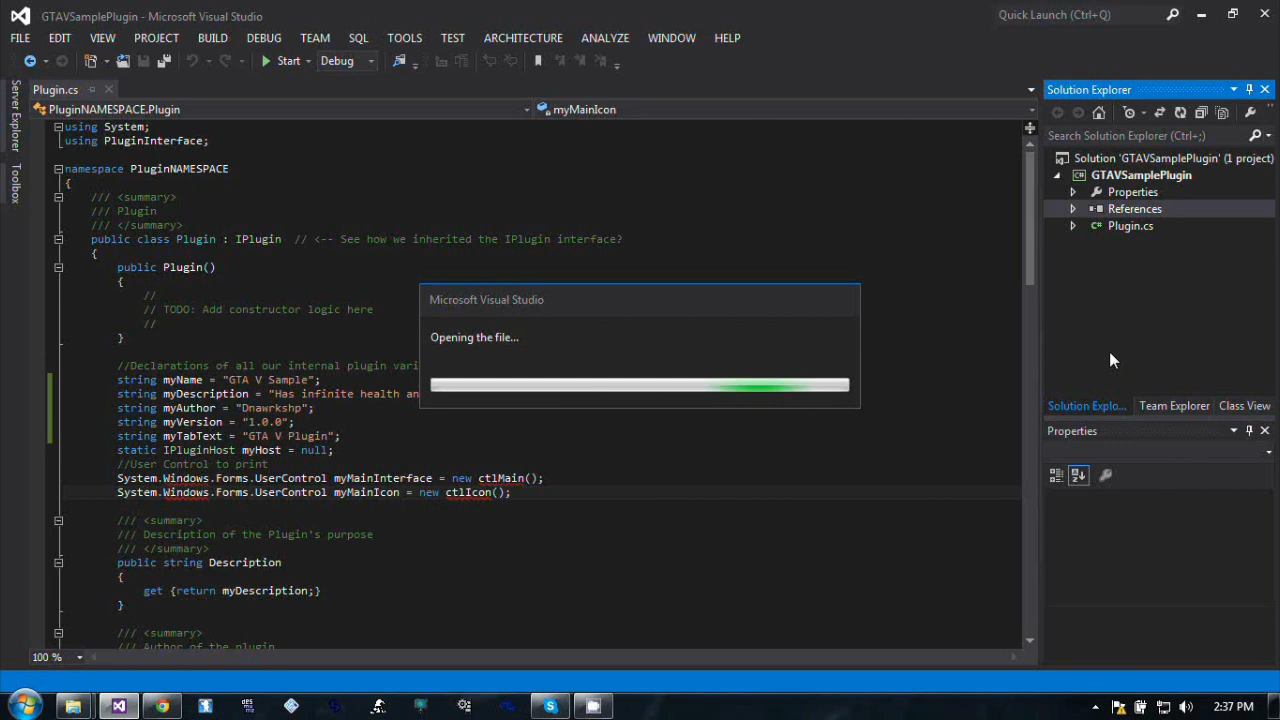 GTAVSamplePlugin - Microsoft Visual Studio
Quick Launch (Ctrl+Q)
FILE EDIT VIEW PROJECT BUILD DEBUG TEAM SQL TOOLS TEST ARCHITECTURE ANALYZE WINDOW HELP
Start Debug
Server Explorer
Toolbox
Plugin.cs
PluginNAMESPACE.Plugin myMainIcon
using System;
using PluginInterface;
namespace PluginNAMESPACE
{
/// <summary>
/// Plugin
/// </summary>
public class Plugin : IPlugin // <-- See how we inherited the IPlugin interface?
{
public Plugin()
{
//
// TODO: Add constructor logic here
//
}
//Declarations of all our internal plugin vari
string myName = "GTA V Sample";
string myDescription = "Has infinite health an
string myAuthor = "Dnawrkshp";
string myVersion = "1.0.0";
string myTabText = "GTA V Plugin";
static IPluginHost myHost = null;
//User Control to print
System.Windows.Forms.UserControl myMainInterface = new ctlMain();
System.Windows.Forms.UserControl myMainIcon = new ctlIcon();
/// <summary>
/// Description of the Plugin's purpose
/// </summary>
public string Description
{
get {return myDescription;}
}
/// <summary>
/// Author of the plugin
100 %
Microsoft Visual Studio
Opening the file...
Solution Explorer
Search Solution Explorer (Ctrl+;)
Solution 'GTAVSamplePlugin' (1 project)
GTAVSamplePlugin
Properties
References
Plugin.cs
Solution Explo... Team Explorer Class View
Properties
2:37 PM